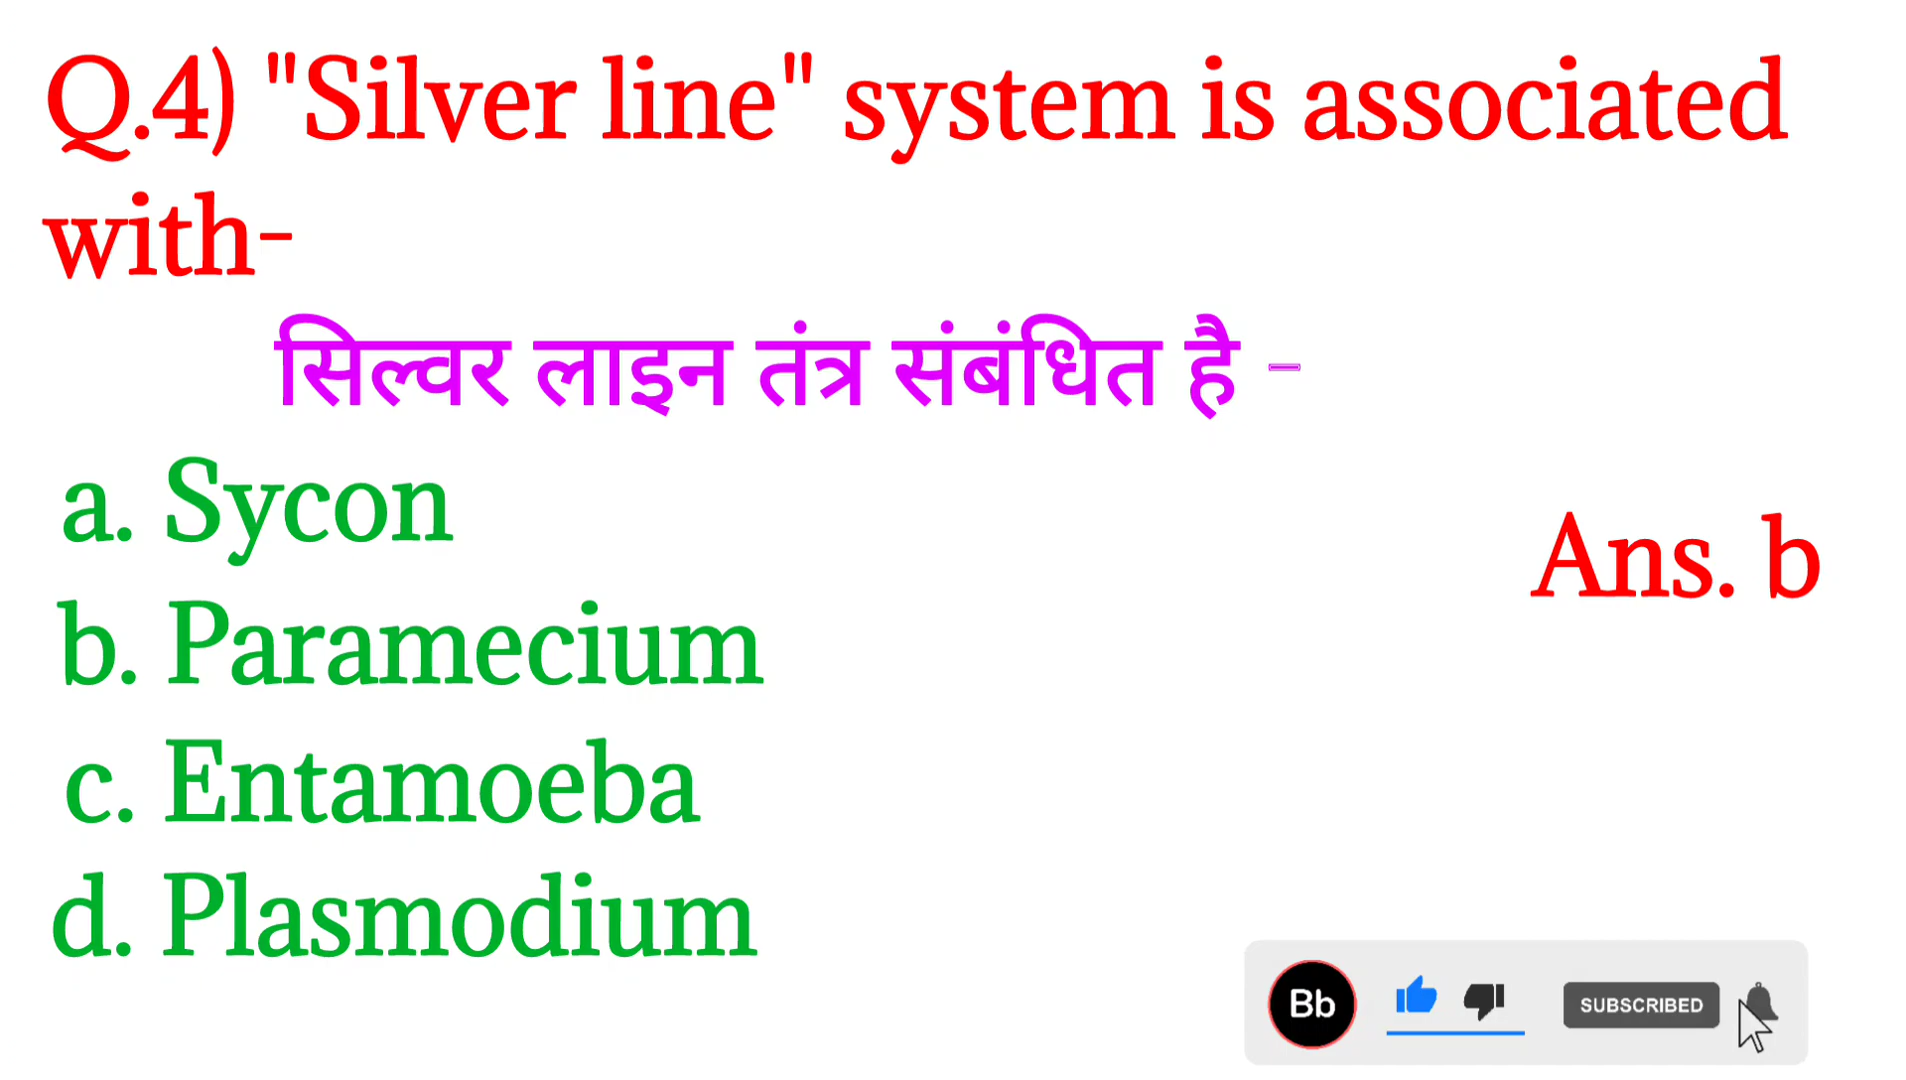 Q.4) "Silver line" system is associated
with-
सिल्वर लाइन तंत्र संबंधित है -
a. Sycon
Ans. b
b. Paramecium
c. Entamoeba
d. Plasmodium
Bb
SUBSCRIBED